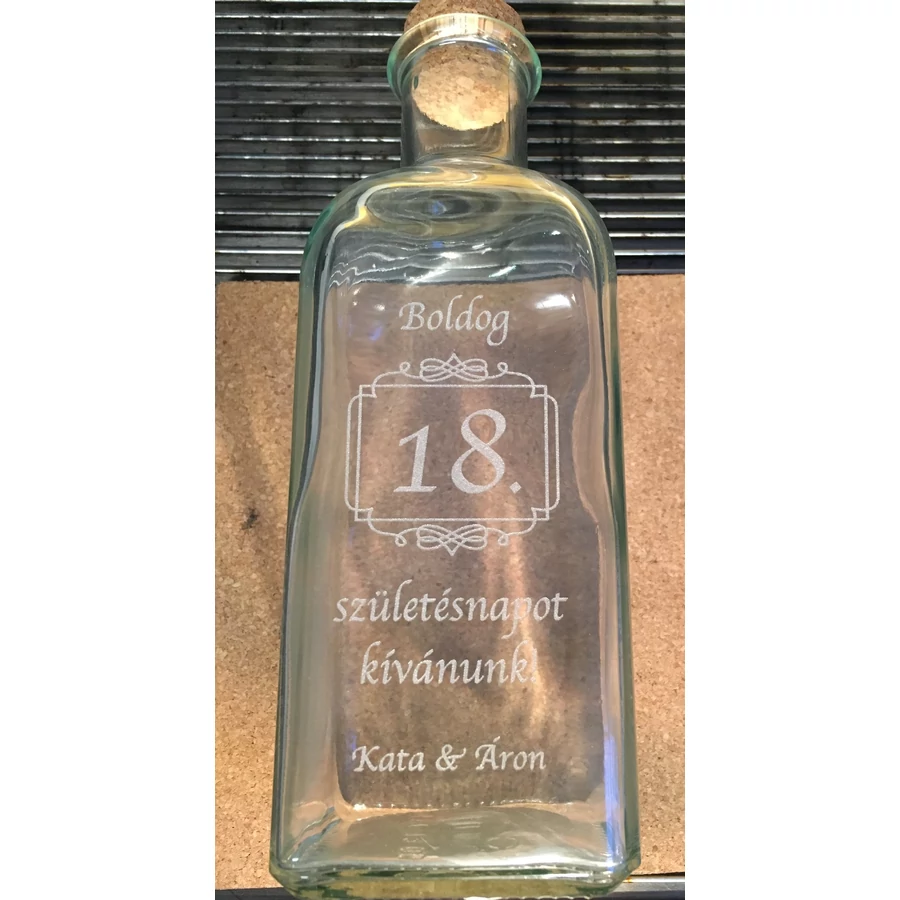 Boldog
18.
születésnapot
kívánunk!
Kata & Áron